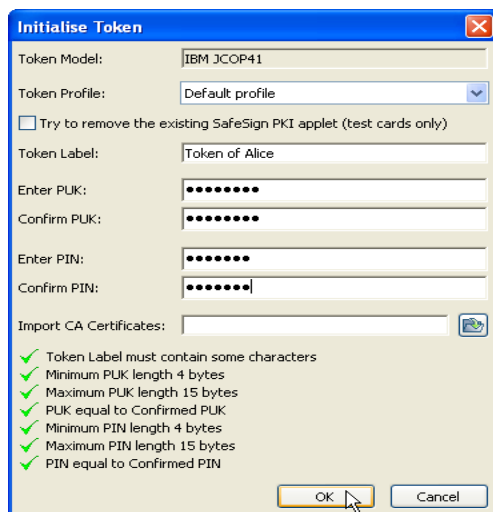 Initialise Token
Token Model: IBM JCOP41
Token Profile: Default profile
Try to remove the existing SafeSign PKI applet (test cards only)
Token Label: Token of Alice
Enter PUK: ●●●●●●●●
Confirm PUK: ●●●●●●●●
Enter PIN: ●●●●●●●
Confirm PIN: ●●●●●●●
Import CA Certificates:
Token Label must contain some characters
Minimum PUK length 4 bytes
Maximum PUK length 15 bytes
PUK equal to Confirmed PUK
Minimum PIN length 4 bytes
Maximum PIN length 15 bytes
PIN equal to Confirmed PIN
OK Cancel